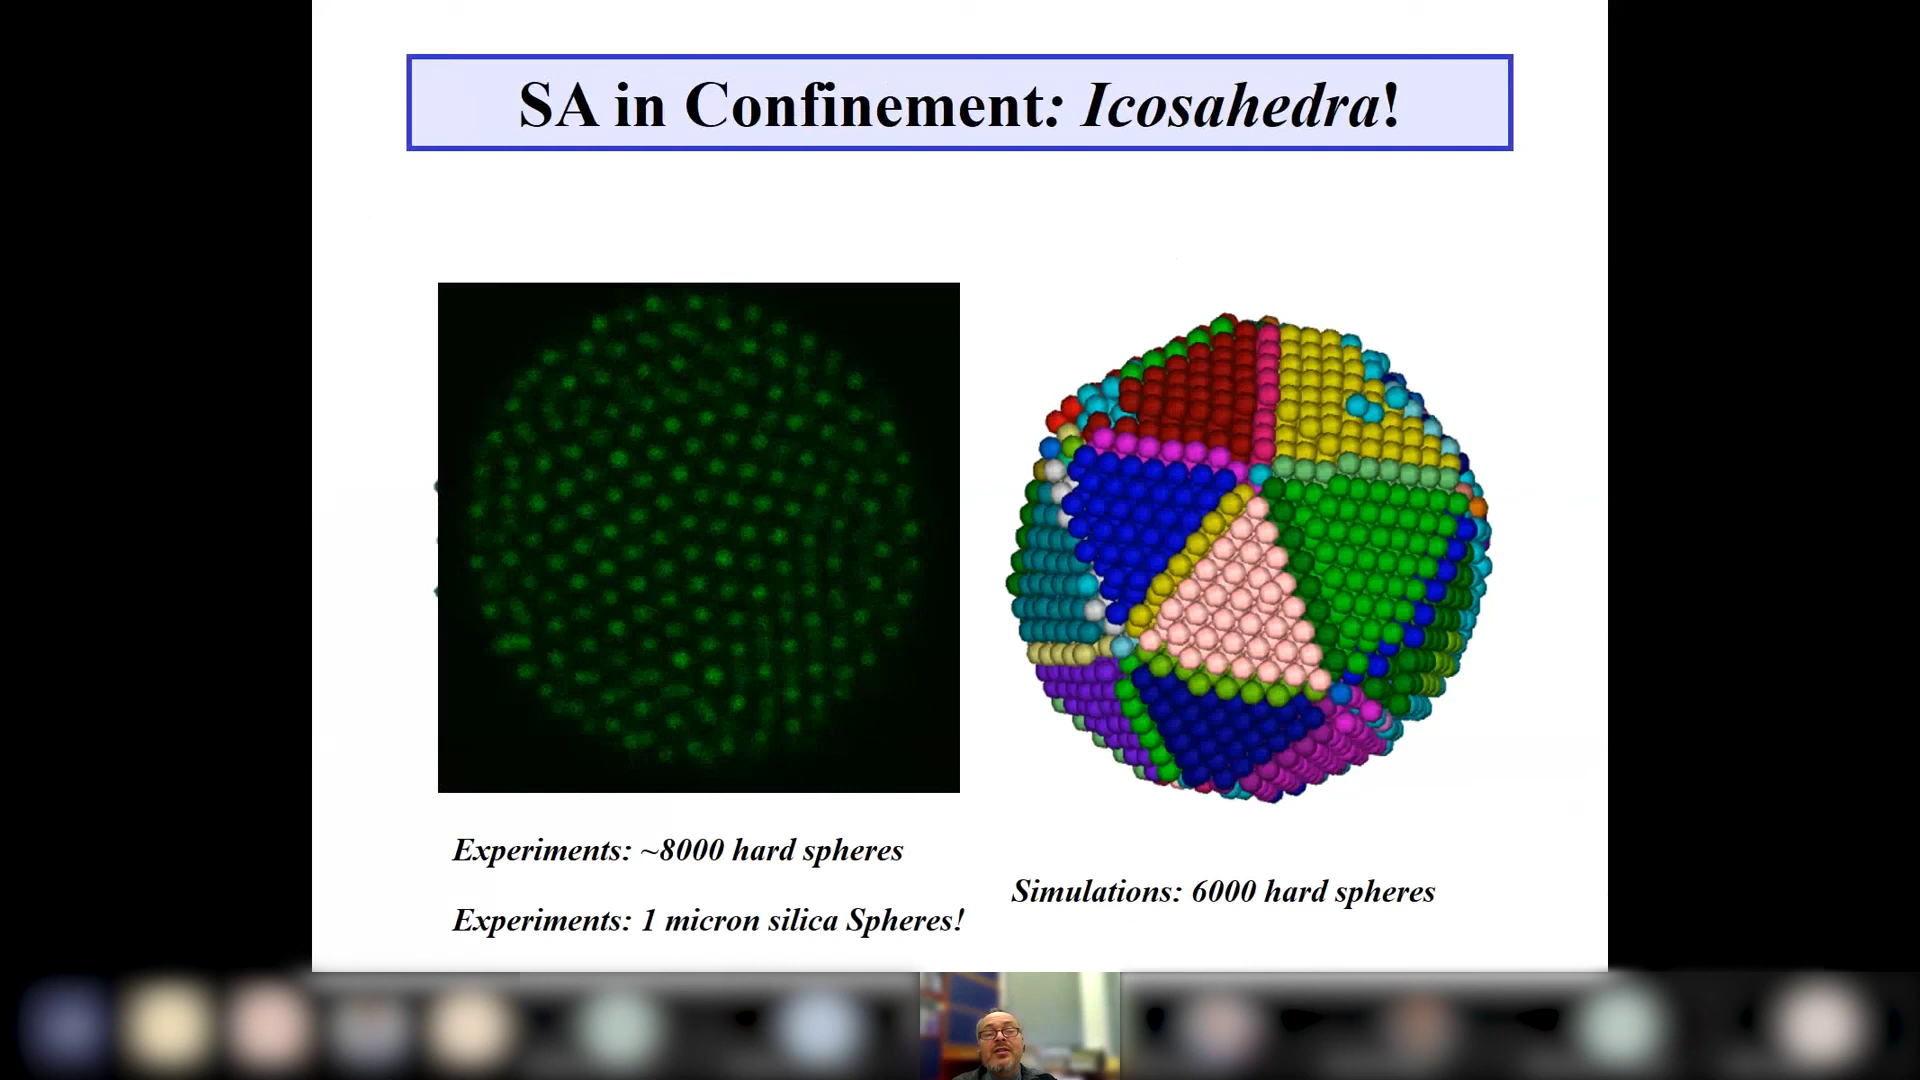 SA in Confinement: Icosahedra!
Experiments: ~8000 hard spheres
Simulations: 6000 hard spheres
Experiments: 1 micron silica Spheres!